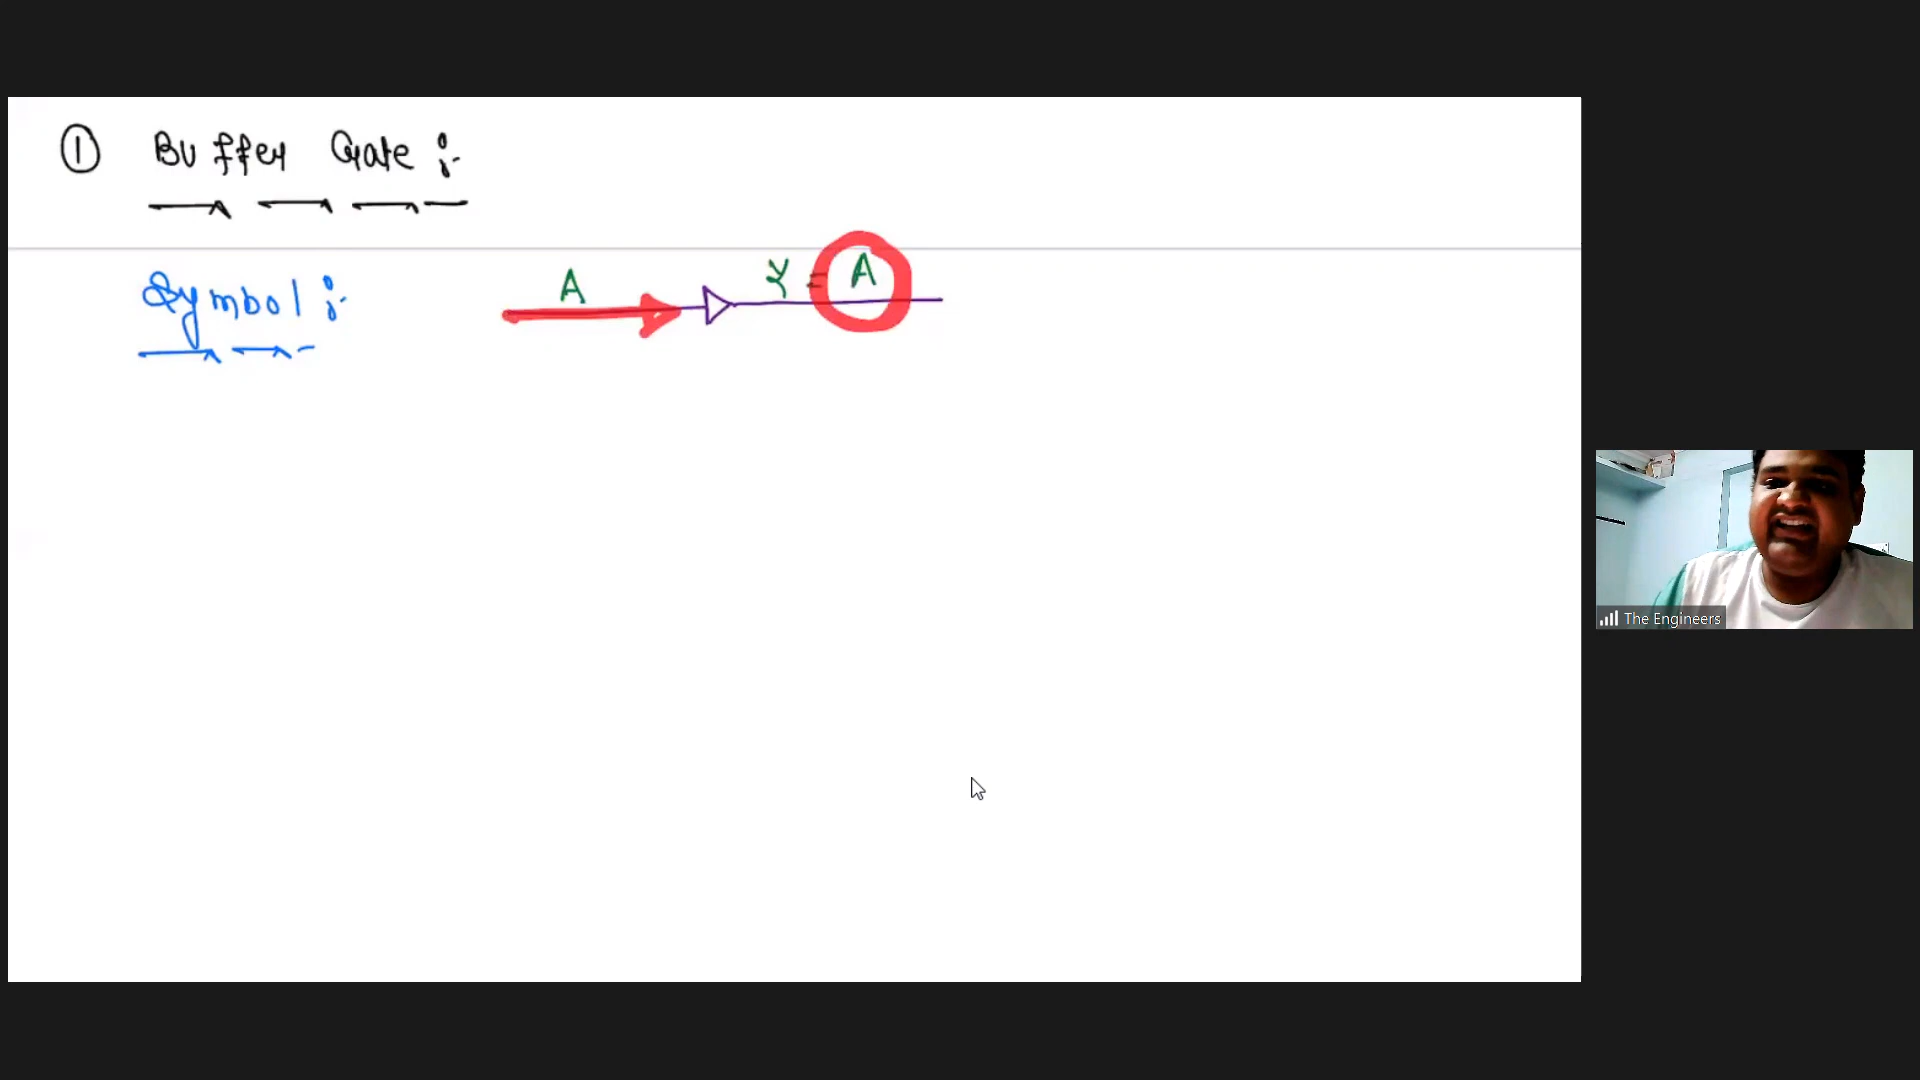 ① Buffer Gate :-
Symbol :-
A
Y = A
The Engineers